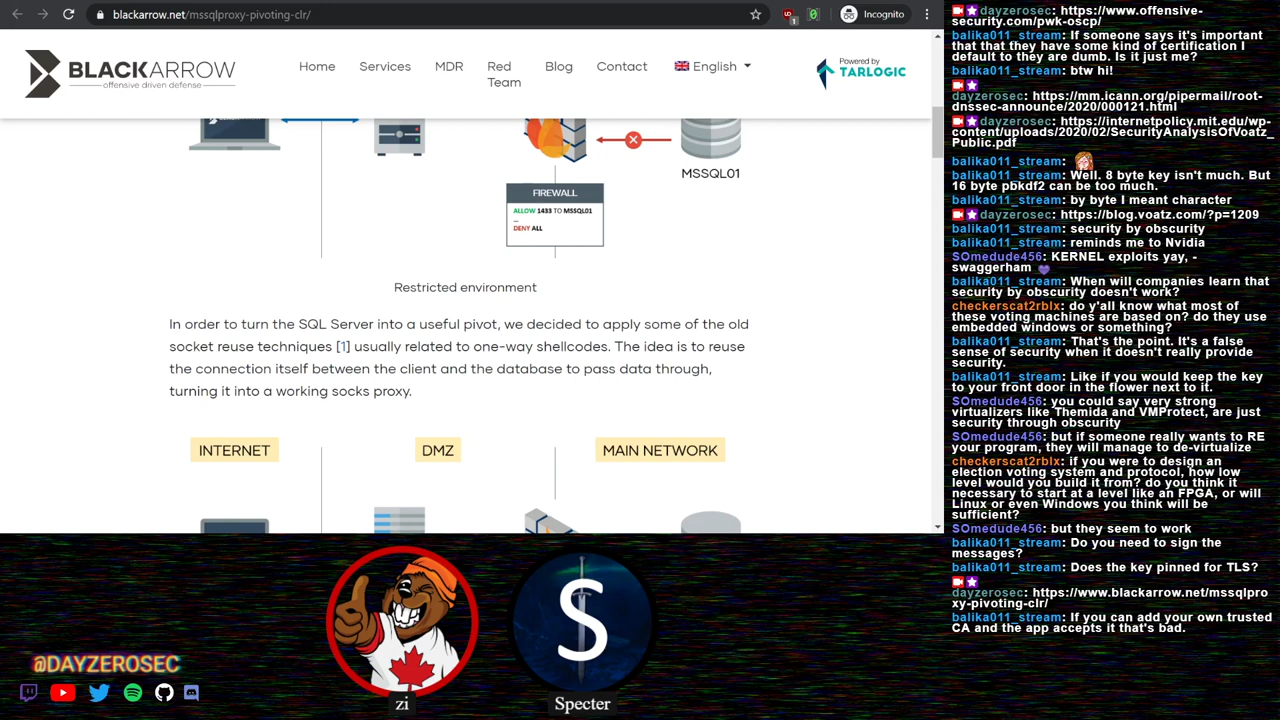 blackarrow.net/mssqlproxy-pivoting-clr/
1
Incognito
BLACKARROW
offensive driven defense
Home
Services
MDR
Red
Team
Blog
Contact
English
Powered by
TARLOGIC
MSSQL01
FIREWALL
ALLOW 1433 TO MSSQL01
...
DENY ALL
Restricted environment
In order to turn the SQL Server into a useful pivot, we decided to apply some of the old
socket reuse techniques [1] usually related to one-way shellcodes. The idea is to reuse
the connection itself between the client and the database to pass data through,
turning it into a working socks proxy.
INTERNET
DMZ
MAIN NETWORK
@DAYZEROSEC
zi
S
Specter
dayzerosec: https://www.offensive-
security.com/pwk-oscp/
balika011_stream: If someone says it's important
that that they have some kind of certification I
default to they are dumb. Is it just me?
balika011_stream: btw hi!
dayzerosec: https://mm.icann.org/pipermail/root-
dnssec-announce/2020/000121.html
dayzerosec: https://internetpolicy.mit.edu/wp-
content/uploads/2020/02/SecurityAnalysisOfVoatz_
Public.pdf
balika011_stream:
balika011_stream: Well. 8 byte key isn't much. But
16 byte pbkdf2 can be too much.
balika011_stream: by byte I meant character
dayzerosec: https://blog.voatz.com/?p=1209
balika011_stream: security by obscurity
balika011_stream: reminds me to Nvidia
SOmedude456: KERNEL exploits yay, -
swaggerham
balika011_stream: When will companies learn that
security by obscurity doesn't work?
checkerscat2rblx: do y'all know what most of
these voting machines are based on? do they use
embedded windows or something?
balika011_stream: That's the point. It's a false
sense of security when it doesn't really provide
security.
balika011_stream: Like if you would keep the key
to your front door in the flower next to it.
SOmedude456: you could say very strong
virtualizers like Themida and VMProtect, are just
security through obscurity
SOmedude456: but if someone really wants to RE
your program, they will manage to de-virtualize
checkerscat2rblx: if you were to design an
election voting system and protocol, how low
level would you build it from? do you think it
necessary to start at a level like an FPGA, or will
Linux or even Windows you think will be
sufficient?
SOmedude456: but they seem to work
balika011_stream: Do you need to sign the
messages?
balika011_stream: Does the key pinned for TLS?
dayzerosec: https://www.blackarrow.net/mssqlpro
xy-pivoting-clr/
balika011_stream: If you can add your own trusted
CA and the app accepts it that's bad.